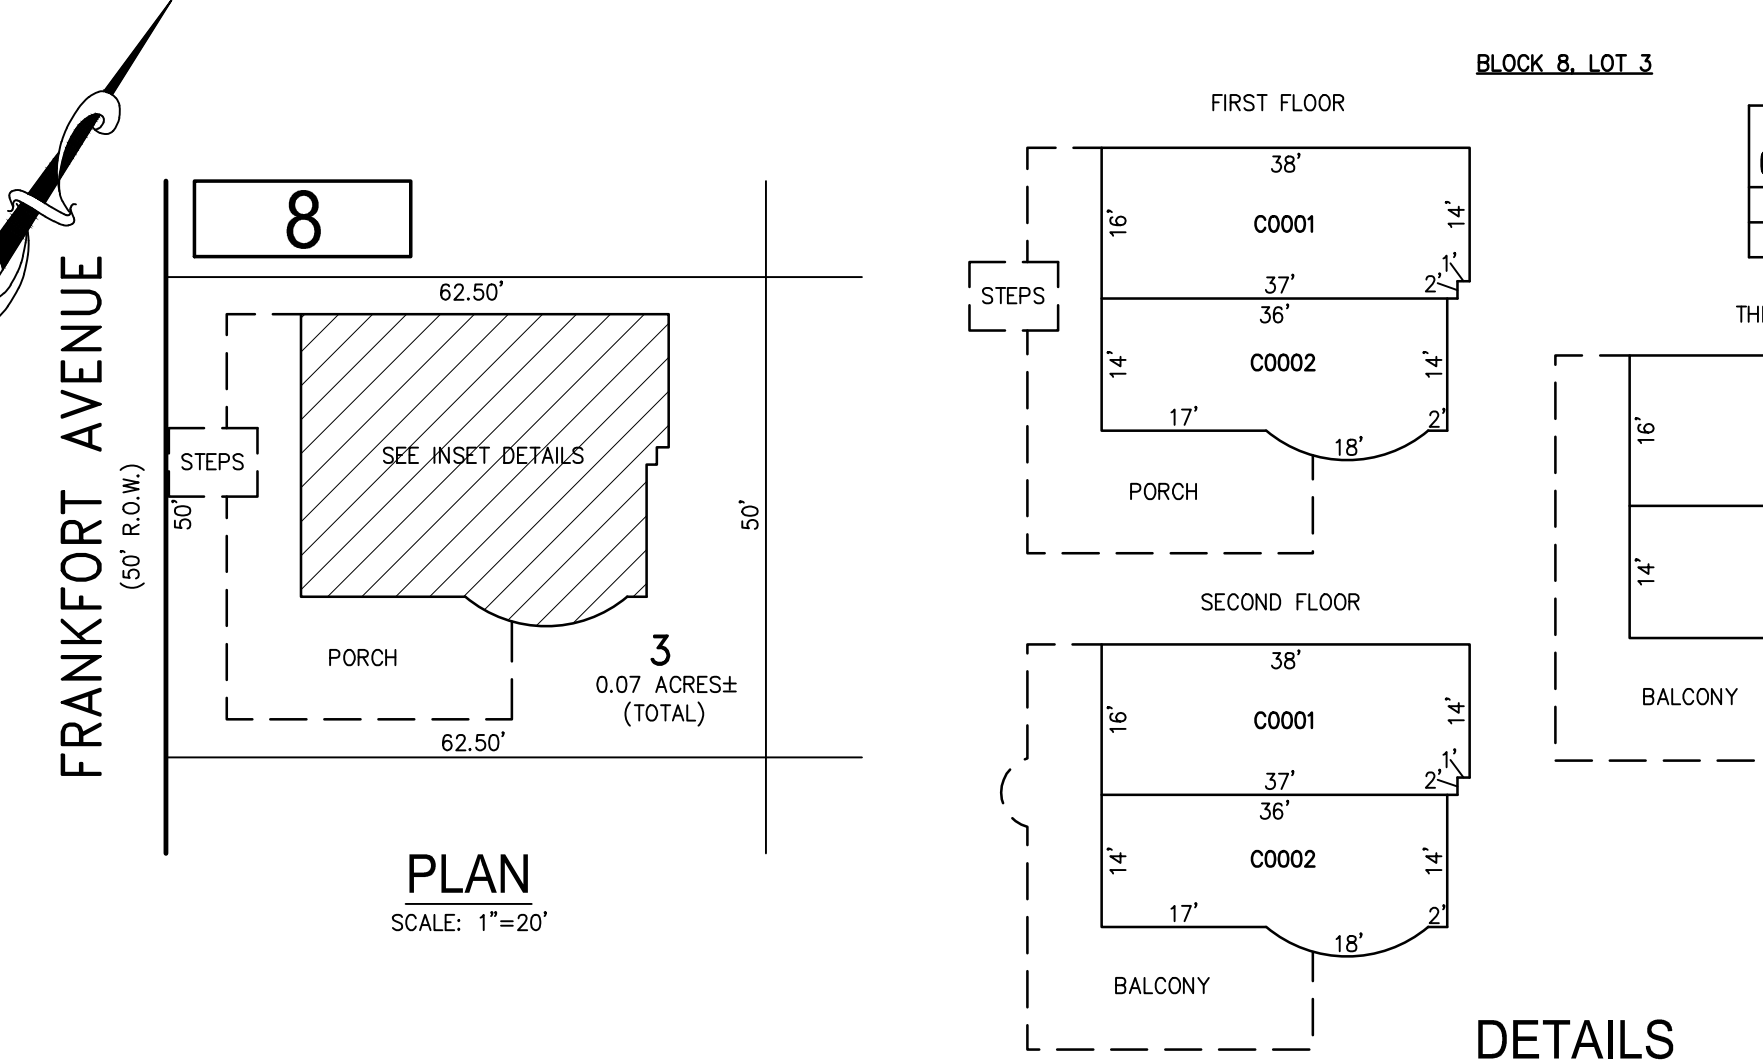 FRANKFORT AVENUE
(50' R.O.W.)
8
62.50'
STEPS
50'
SEE INSET DETAILS
50'
PORCH
3
0.07 ACRES±
(TOTAL)
62.50'
PLAN
SCALE: 1"=20'
BLOCK 8, LOT 3
FIRST FLOOR
38'
16'
C0001
14'
1'
2'
37'
STEPS
36'
14'
C0002
14'
17'
2'
18'
PORCH
SECOND FLOOR
38'
16'
C0001
14'
1'
2'
37'
36'
14'
C0002
14'
17'
2'
18'
BALCONY
16'
14'
BALCONY
DETAILS